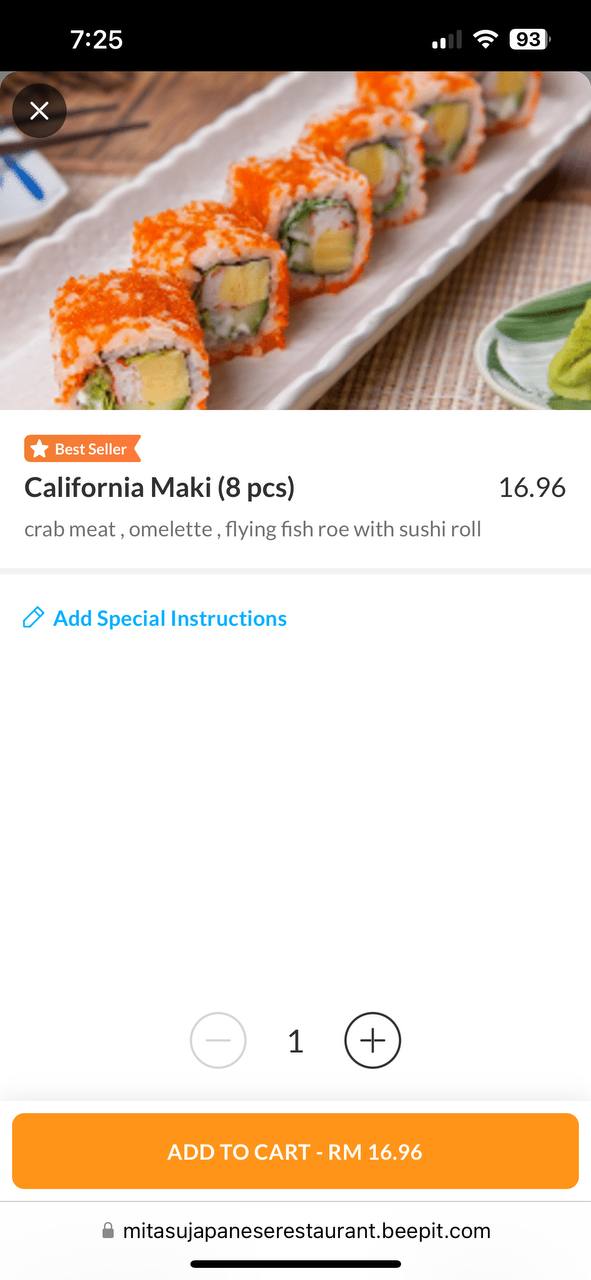 7:25
93
Best Seller
California Maki (8 pcs) 16.96
crab meat , omelette , flying fish roe with sushi roll
Add Special Instructions
1
ADD TO CART - RM 16.96
mitasujapaneserestaurant.beepit.com